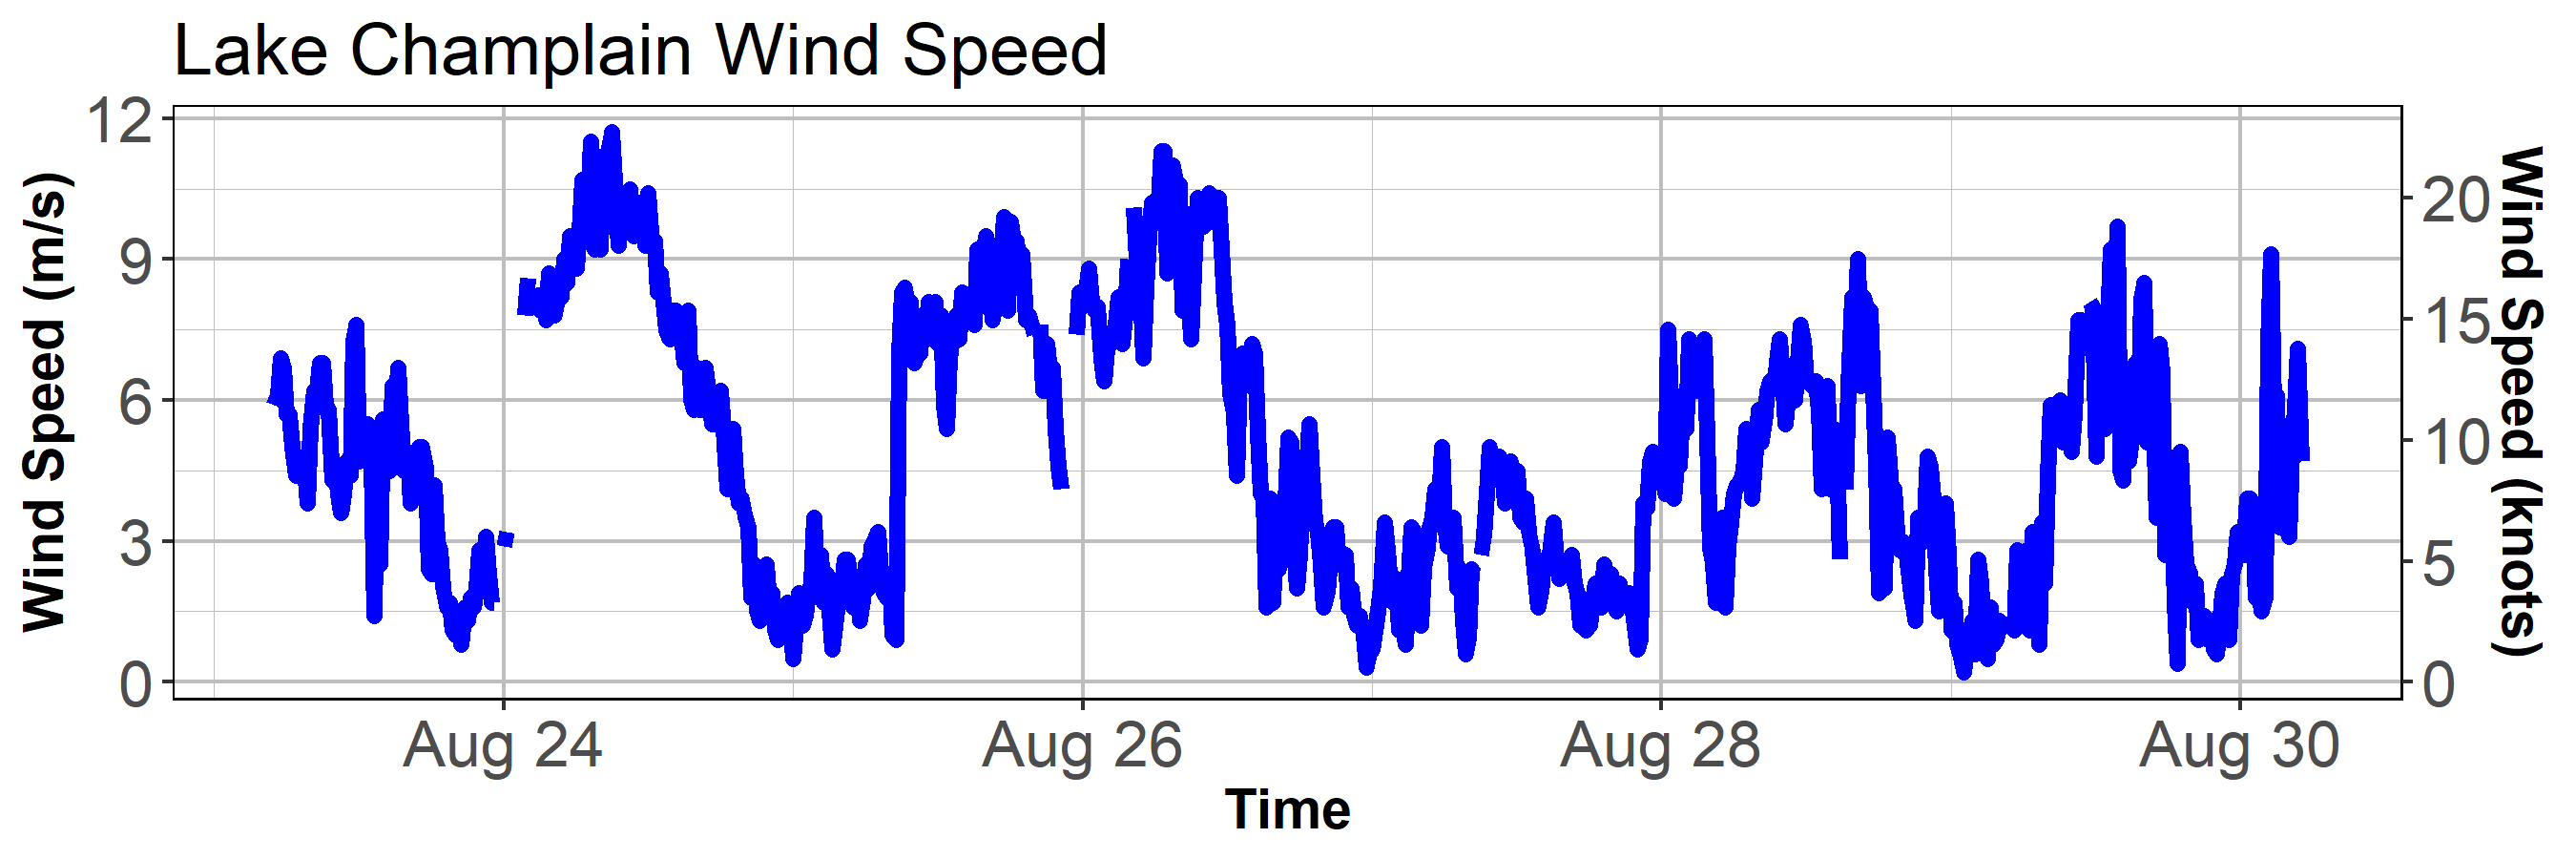 Lake Champlain Wind Speed
Wind Speed (m/s)
12
9
6
3
0
20
15
10
5
0
Wind Speed (knots)
Aug 24
Aug 26
Aug 28
Aug 30
Time